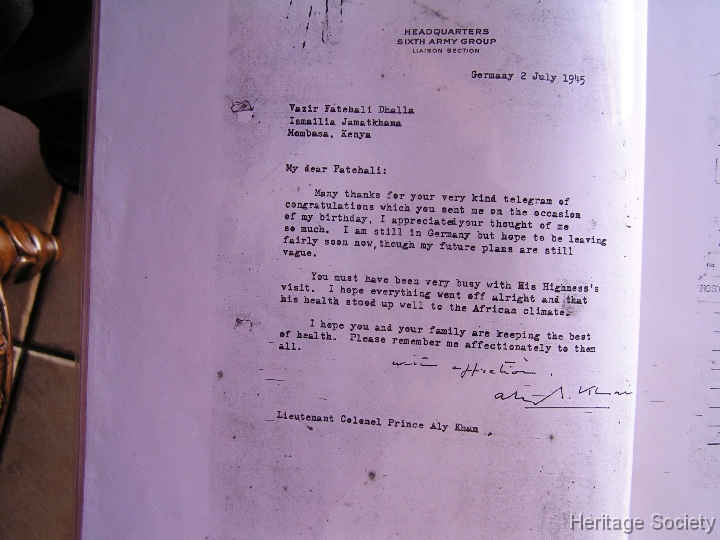 HEADQUARTERS
SIXTH ARMY GROUP
LIAISON SECTION
Germany 2 July 1945
Vazir Fatehali Dhalla
Ismailia Jamatkhana
Mombasa, Kenya
My dear Fatehali:
Many thanks for your very kind telegram of
congratulations which you sent me on the occasion
of my birthday, I appreciated your thought of me
so much. I am still in Germany but hope to be leaving
fairly soon now, though my future plans are still
vague.
You must have been very busy with His Highness's
visit. I hope everything went off alright and that
his health stood up well to the African climate.
I hope you and your family are keeping the best
of health. Please remember me affectionately to them
all.
with affection.
Aly S. Khan
Lieutenant Colonel Prince Aly Khan
Heritage Society